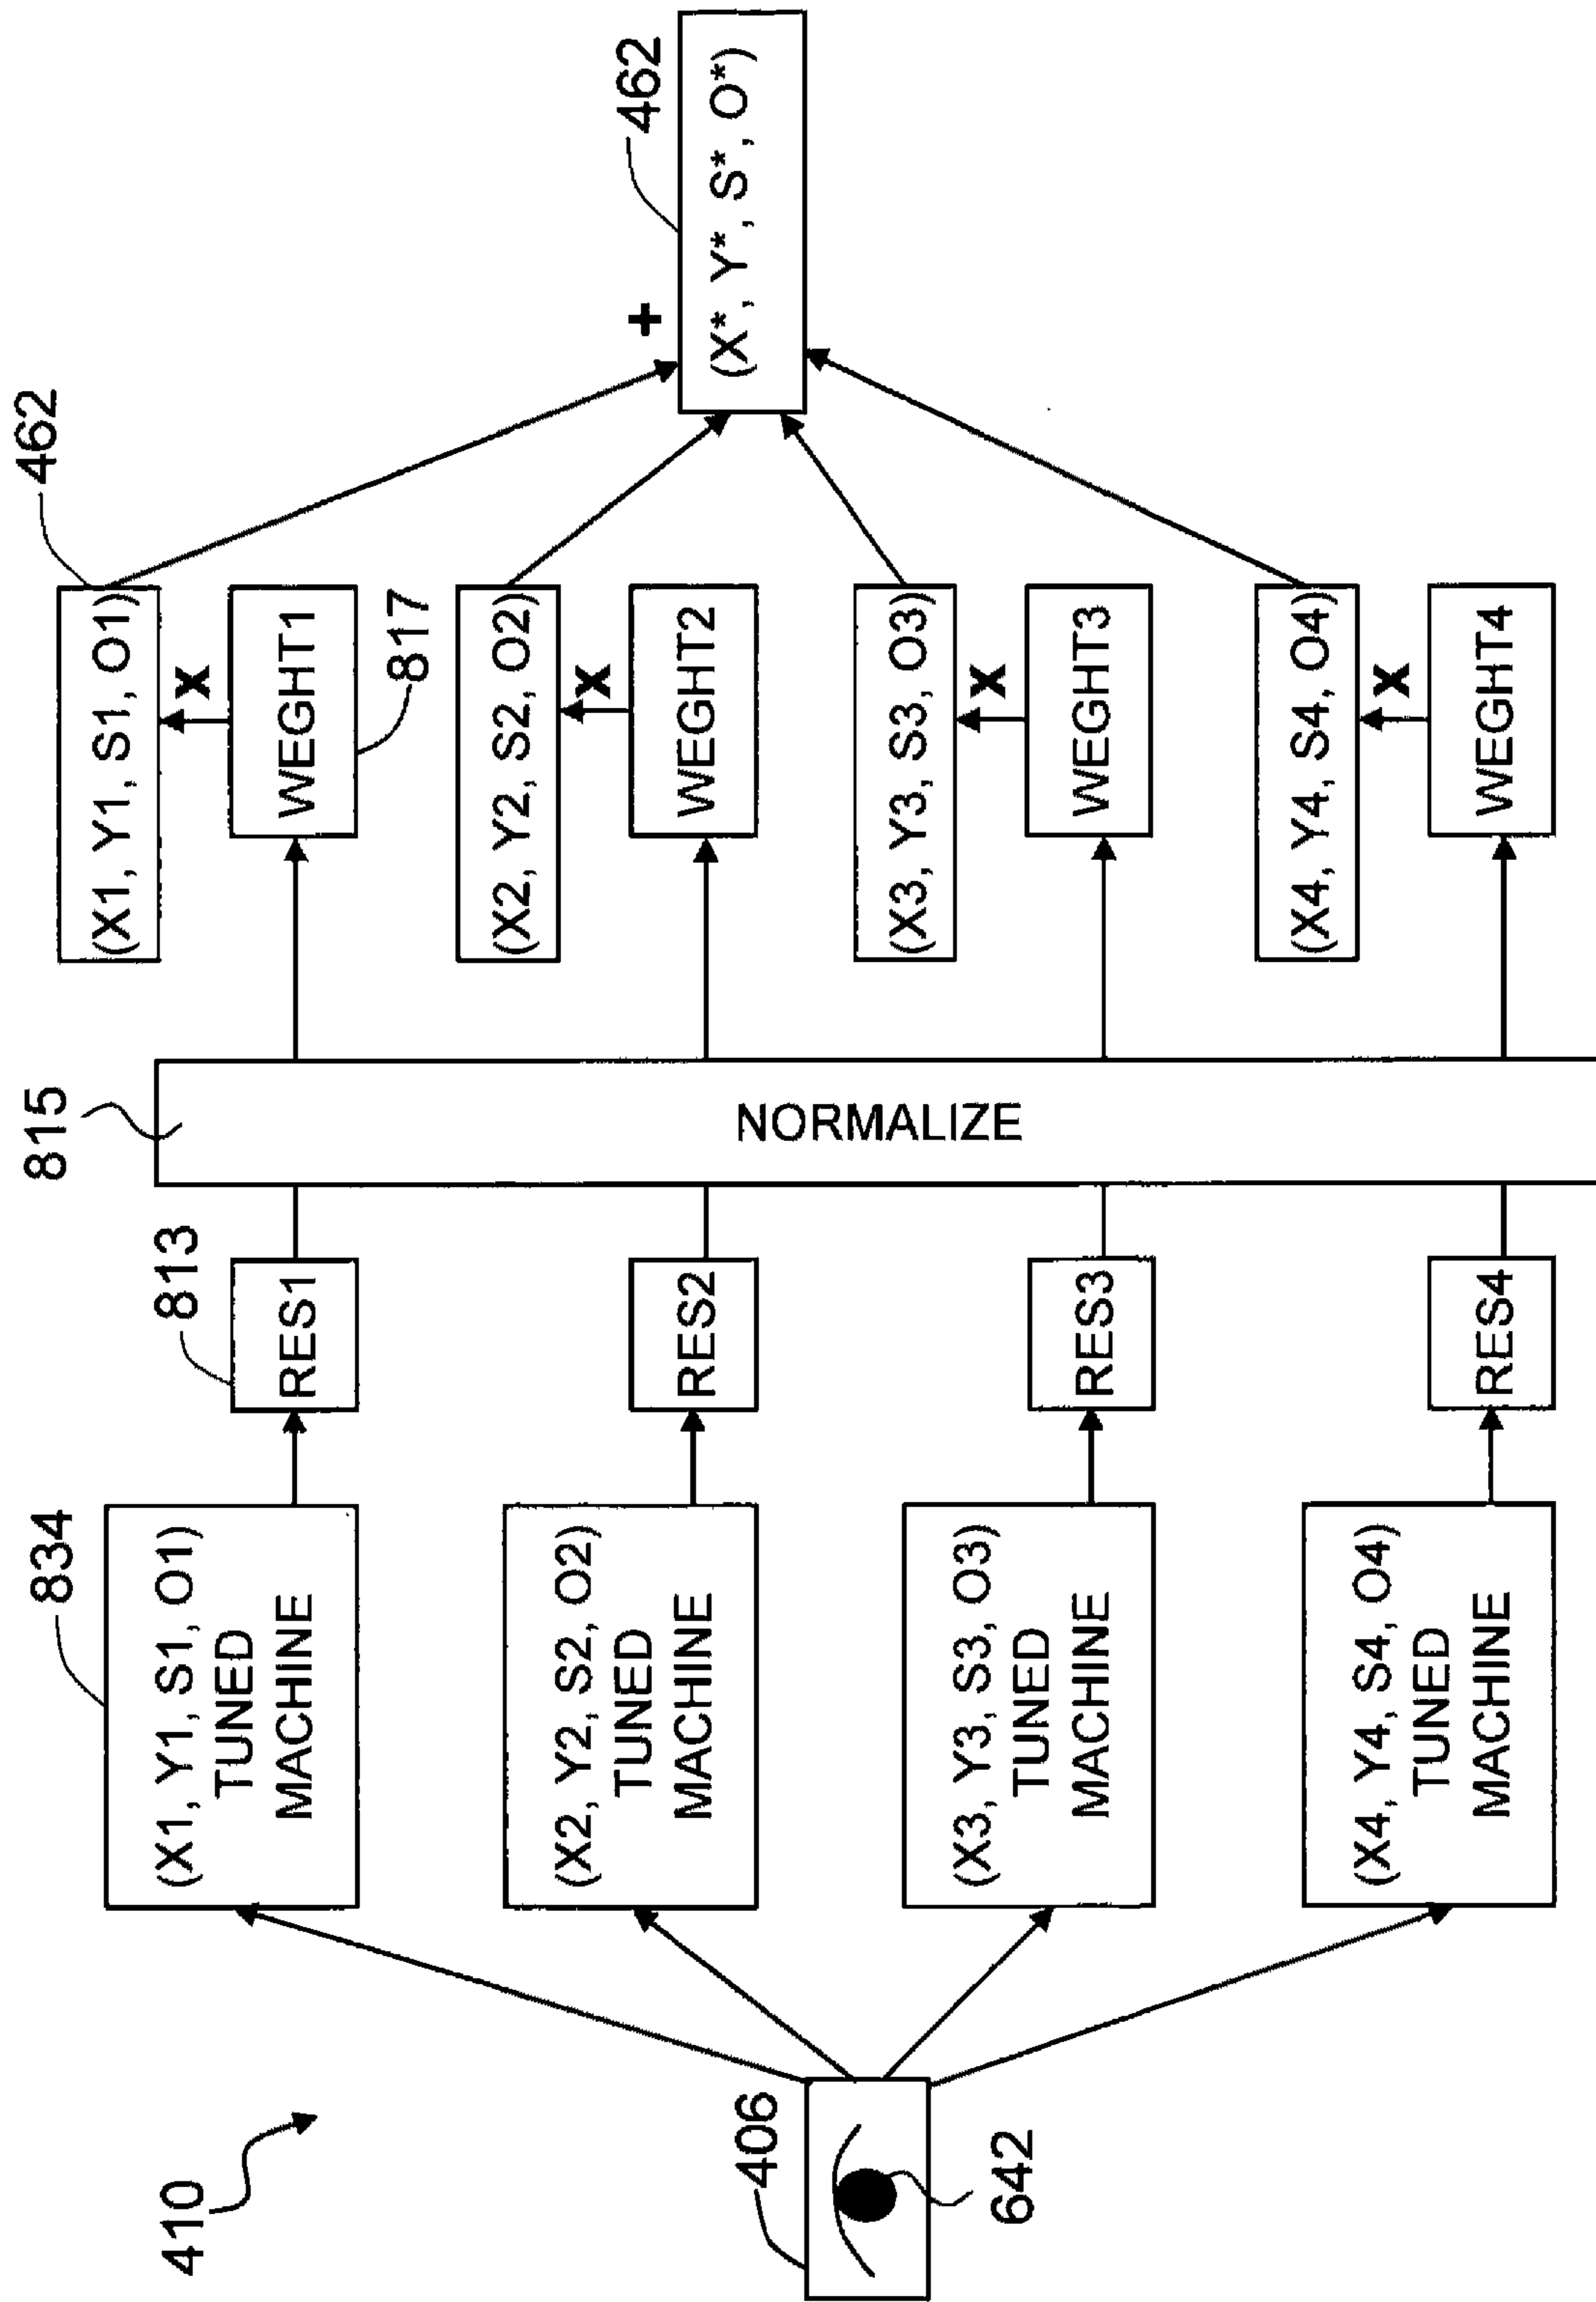 410
406
642
834
(X1, Y1, S1, O1)
TUNED
MACHINE
(X2, Y2, S2, O2)
TUNED
MACHINE
(X3, Y3, S3, O3)
TUNED
MACHINE
(X4, Y4, S4, O4)
TUNED
MACHINE
813
RES1
RES2
RES3
RES4
815
NORMALIZE
462
(X1, Y1, S1, O1)
X
WEGHT1
817
(X2, Y2, S2, O2)
X
WEGHT2
(X3, Y3, S3, O3)
X
WEGHT3
(X4, Y4, S4, O4)
X
WEGHT4
+
462
(X*, Y*, S*, O*)